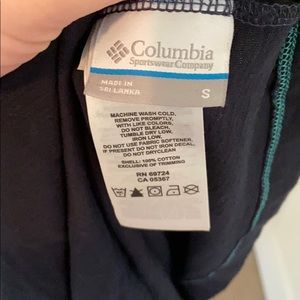 Columbia
Sportswear Company
MADE IN
SRI LANKA
S
MACHINE WASH COLD,
REMOVE PROMPTLY,
WITH LIKE COLORS,
DO NOT BLEACH,
TUMBLE DRY LOW,
IRON LOW,
DO NOT USE FABRIC SOFTENER,
IF PRESENT DO NOT IRON DECAL.
DO NOT DRYCLEAN
SHELL: 100% COTTON
EXCLUSIVE OF TRIMMING
RN 69724
CA 05367